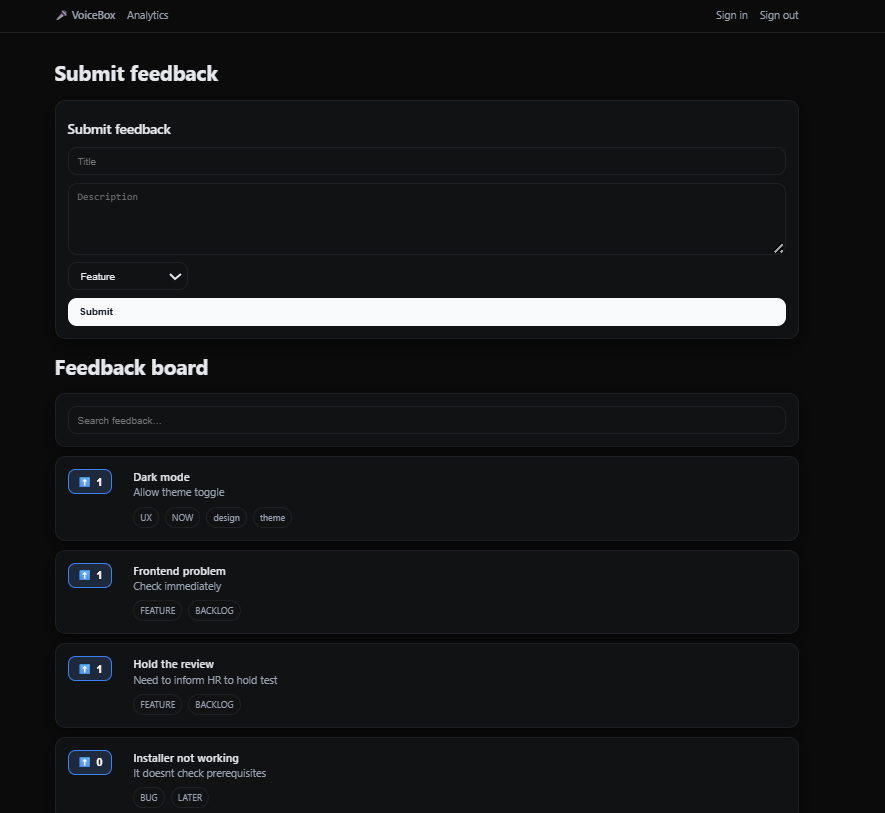 VoiceBox Analytics Sign in Sign out
Submit feedback
Submit feedback
Title
Description
Feature
Submit
Feedback board
Search feedback...
1 Dark mode
Allow theme toggle
UX NOW design theme
1 Frontend problem
Check immediately
FEATURE BACKLOG
1 Hold the review
Need to inform HR to hold test
FEATURE BACKLOG
0 Installer not working
It doesnt check prerequisites
BUG LATER